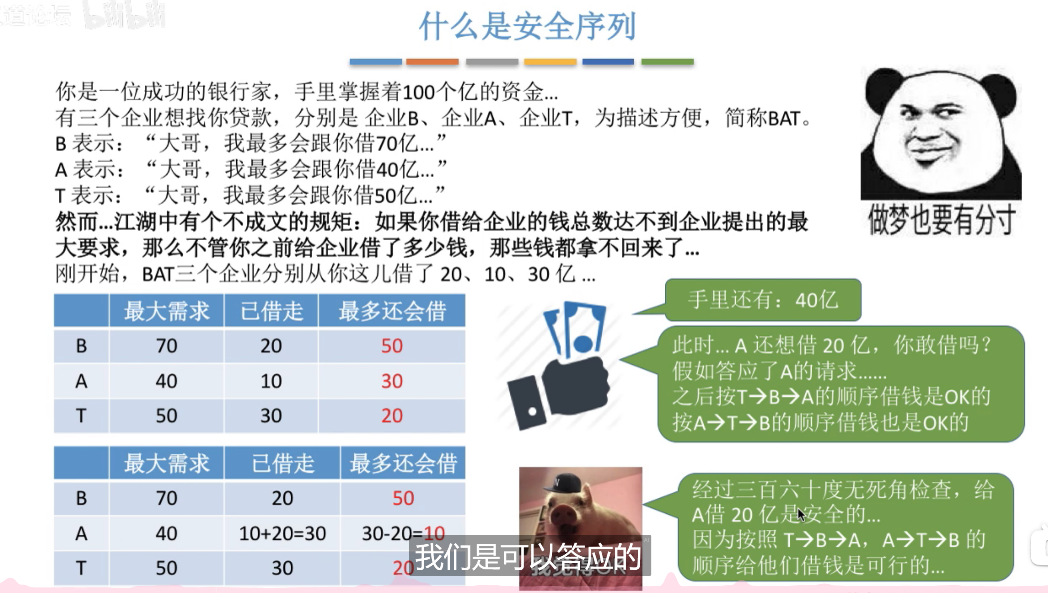 什么是安全序列
你是一位成功的银行家，手里掌握着100个亿的资金...
有三个企业想找你贷款，分别是 企业B、企业A、企业T，为描述方便，简称BAT。
B 表示：“大哥，我最多会跟你借70亿...”
A 表示：“大哥，我最多会跟你借40亿...”
T 表示：“大哥，我最多会跟你借50亿...”
然而...江湖中有个不成文的规矩：如果你借给企业的钱总数达不到企业提出的最
大要求，那么不管你之前给企业借了多少钱，那些钱都拿不回来了...
刚开始，BAT三个企业分别从你这儿借了 20、10、30 亿 ...
做梦也要有分寸
最大需求 已借走 最多还会借
B 70 20 50
A 40 10 30
T 50 30 20
手里还有：40亿
此时... A 还想借 20 亿，你敢借吗？
假如答应了A的请求......
之后按T→B→A的顺序借钱是OK的
按A→T→B的顺序借钱也是OK的
最大需求 已借走 最多还会借
B 70 20 50
A 40 10+20=30 30-20=10
T 50 30 20
经过三百六十度无死角检查，给
A借 20 亿是安全的...
因为按照 T→B→A，A→T→B 的
顺序给他们借钱是可行的...
我们是可以答应的